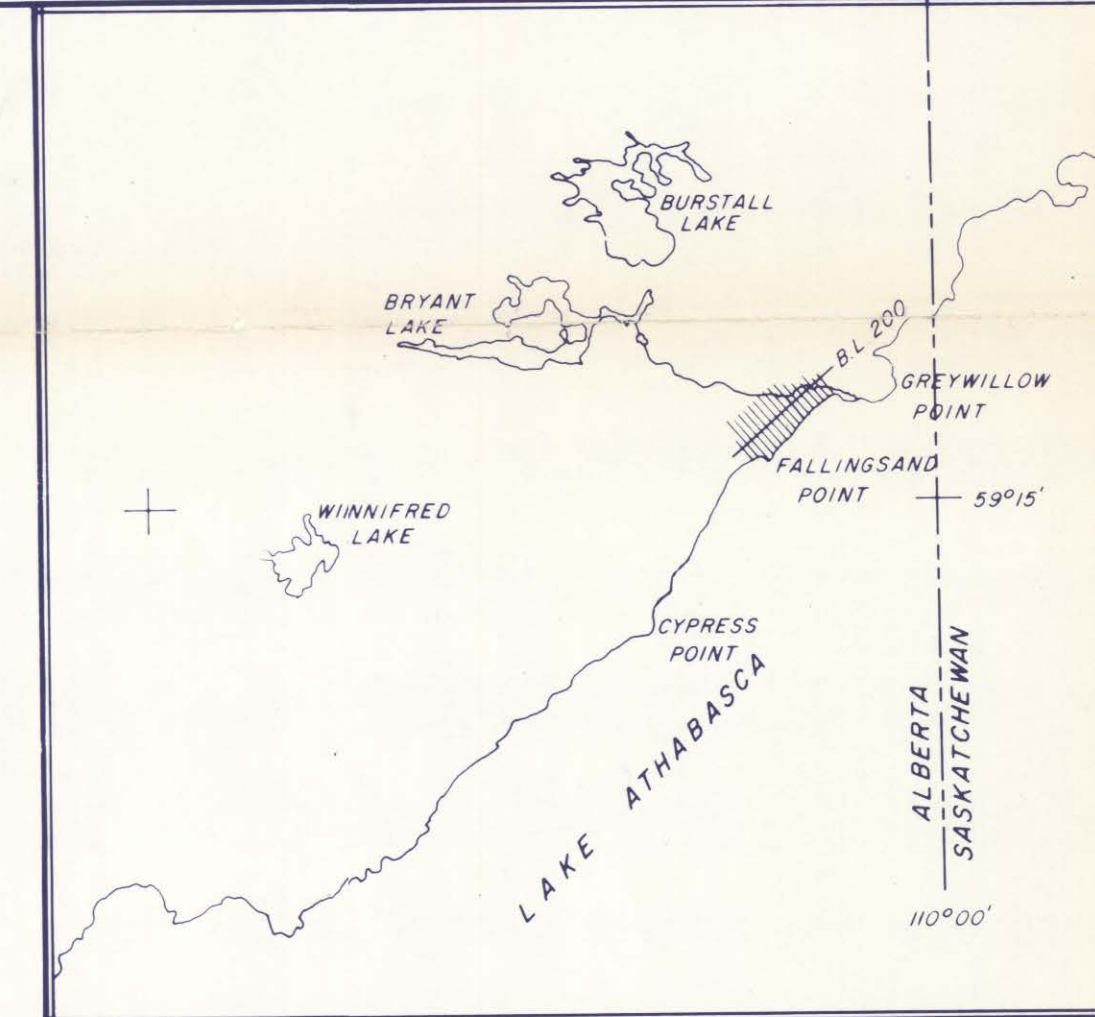 BURSTALL
LAKE
BRYANT
LAKE
B.L. 200
GREYWILLOW
POINT
FALLINGSAND
POINT
59°15'
WINNIFRED
LAKE
CYPRESS
POINT
LAKE ATHABASCA
ALBERTA
SASKATCHEWAN
110°00'